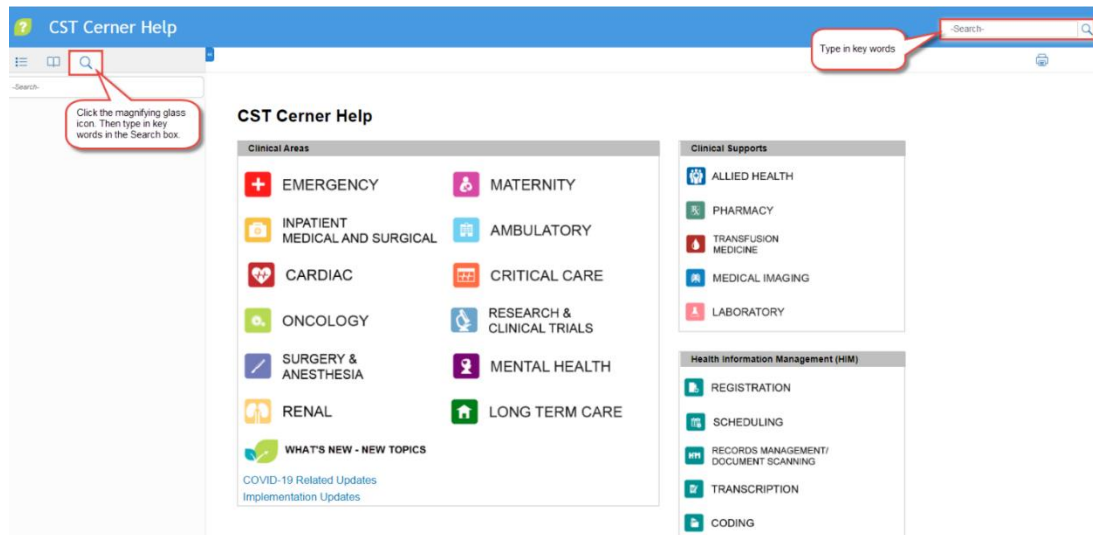 CST Cerner Help
-Search-
Type in key words
-Search-
Click the magnifying glass
icon. Then type in key
words in the Search box.
CST Cerner Help
Clinical Areas
EMERGENCY
MATERNITY
INPATIENT
MEDICAL AND SURGICAL
AMBULATORY
CARDIAC
CRITICAL CARE
ONCOLOGY
RESEARCH &
CLINICAL TRIALS
SURGERY &
ANESTHESIA
MENTAL HEALTH
RENAL
LONG TERM CARE
WHAT'S NEW - NEW TOPICS
COVID-19 Related Updates
Implementation Updates
Clinical Supports
ALLIED HEALTH
PHARMACY
TRANSFUSION
MEDICINE
MEDICAL IMAGING
LABORATORY
Health Information Management (HIM)
REGISTRATION
SCHEDULING
RECORDS MANAGEMENT/
DOCUMENT SCANNING
TRANSCRIPTION
CODING